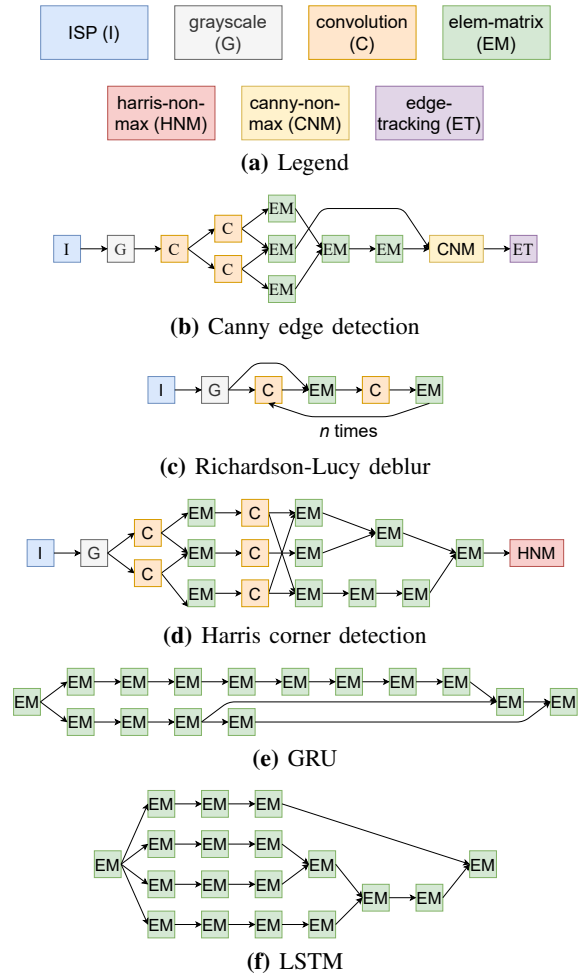 ISP (I) grayscale (G) convolution (C) elem-matrix (EM)
harris-non-max (HNM) canny-non-max (CNM) edge-tracking (ET)
(a) Legend
EM
C
I G C EM EM EM CNM ET
C
EM
(b) Canny edge detection
I G C EM C EM
n times
(c) Richardson-Lucy deblur
EM C EM
C EM
I G EM C EM EM HNM
C
EM C EM EM EM EM
(d) Harris corner detection
EM EM EM EM EM EM EM EM
EM EM EM
EM EM EM EM
(e) GRU
EM EM EM
EM EM EM
EM EM EM
EM EM EM EM
EM EM
EM EM EM EM
(f) LSTM